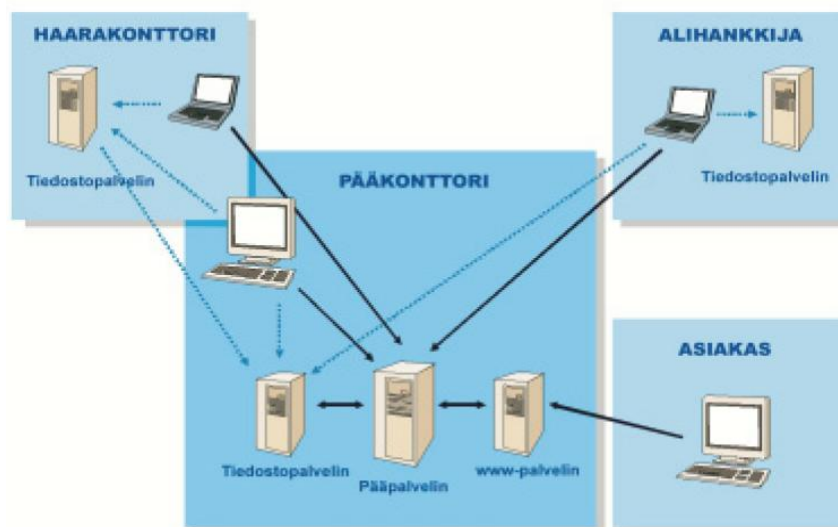 HAARAKONTTORI
ALIHANKKIJA
Tiedostopalvelin
PÄÄKONTTORI
Tiedostopalvelin
ASIAKAS
Tiedostopalvelin
Pääpalvelin
www-palvelin